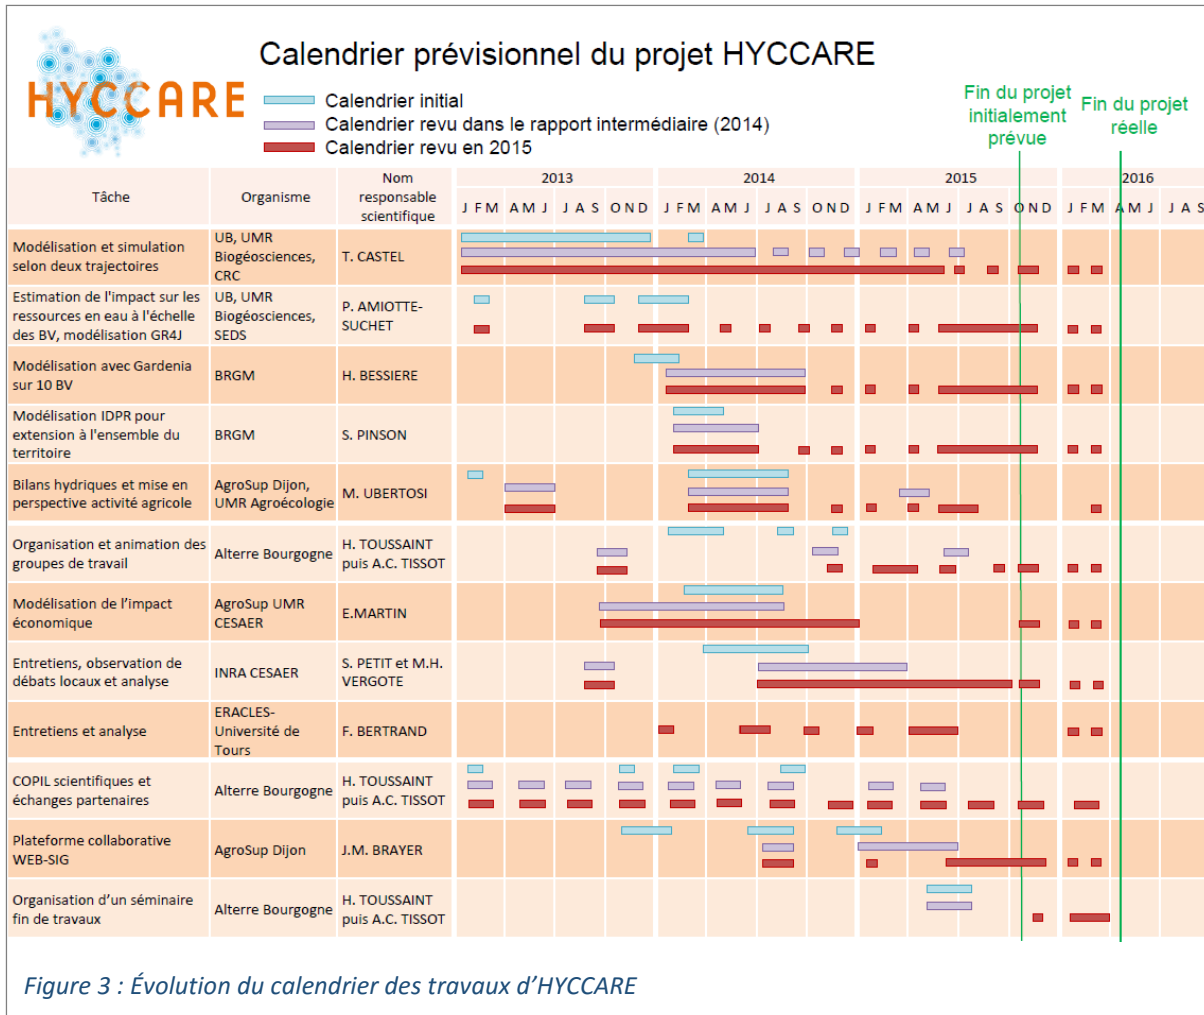 HYCCARE
Calendrier prévisionnel du projet HYCCARE
Calendrier initial
Calendrier revu dans le rapport intermédiaire (2014)
Calendrier revu en 2015
Fin du projet
initialement
prévue
Fin du projet
réelle
Tâche
Organisme
Nom
responsable
scientifique
2013
2014
2015
2016
J F M A M J J A S O N D J F M A M J J A S O N D J F M A M J J A S O N D J F M A M J J A S
Modélisation et simulation
selon deux trajectoires
UB, UMR
Biogéosciences,
CRC
T. CASTEL
Estimation de l'impact sur les
ressources en eau à l'échelle
des BV, modélisation GR4J
UB, UMR
Biogéosciences,
SEDS
P. AMIOTTE-
SUCHET
Modélisation avec Gardenia
sur 10 BV
BRGM
H. BESSIERE
Modélisation IDPR pour
extension à l'ensemble du
territoire
BRGM
S. PINSON
Bilans hydriques et mise en
perspective activité agricole
AgroSup Dijon,
UMR Agroécologie
M. UBERTOSI
Organisation et animation des
groupes de travail
Alterre Bourgogne
H. TOUSSAINT
puis A.C. TISSOT
Modélisation de l'impact
économique
AgroSup UMR
CESAER
E.MARTIN
Entretiens, observation de
débats locaux et analyse
INRA CESAER
S. PETIT et M.H.
VERGOTE
Entretiens et analyse
ERACLES-
Université de
Tours
F. BERTRAND
COPIL scientifiques et
échanges partenaires
Alterre Bourgogne
H. TOUSSAINT
puis A.C. TISSOT
Plateforme collaborative
WEB-SIG
AgroSup Dijon
J.M. BRAYER
Organisation d'un séminaire
fin de travaux
Alterre Bourgogne
H. TOUSSAINT
puis A.C. TISSOT
Figure 3 : Évolution du calendrier des travaux d'HYCCARE